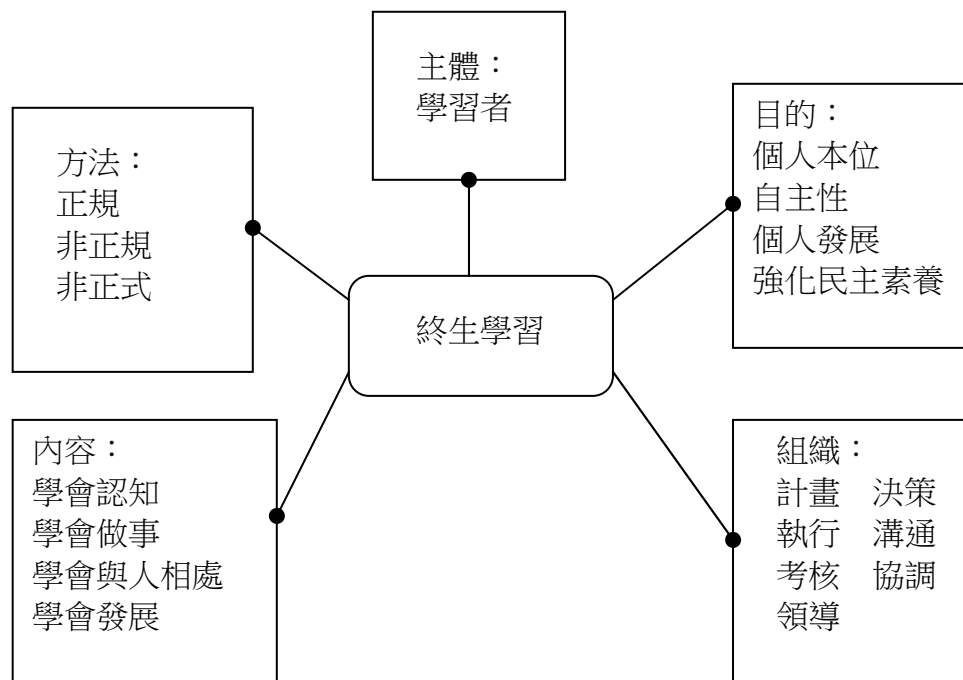 主體：
學習者
方法：
正規
非正規
非正式
目的：
個人本位
自主性
個人發展
強化民主素養
終生學習
內容：
學會認知
學會做事
學會與人相處
學會發展
組織：
計畫　決策
執行　溝通
考核　協調
領導